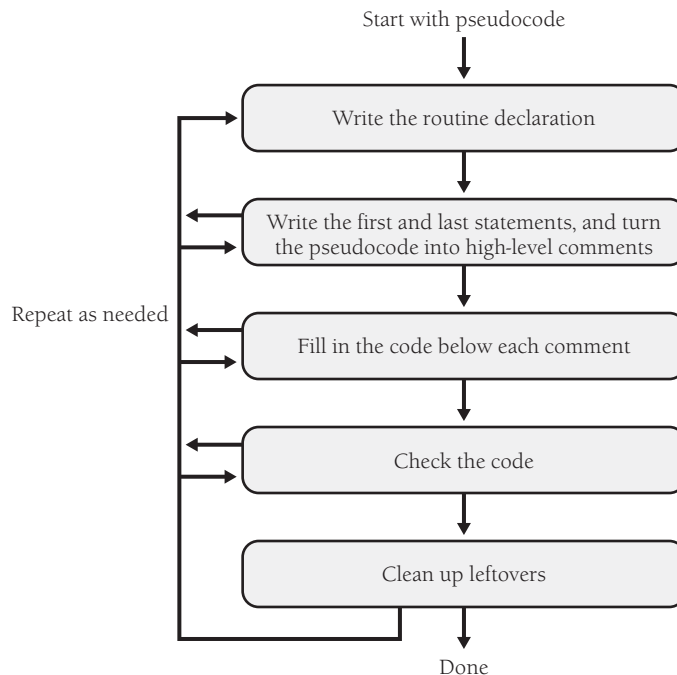 Start with pseudocode
Write the routine declaration
Write the first and last statements, and turn
the pseudocode into high-level comments
Repeat as needed
Fill in the code below each comment
Check the code
Clean up leftovers
Done